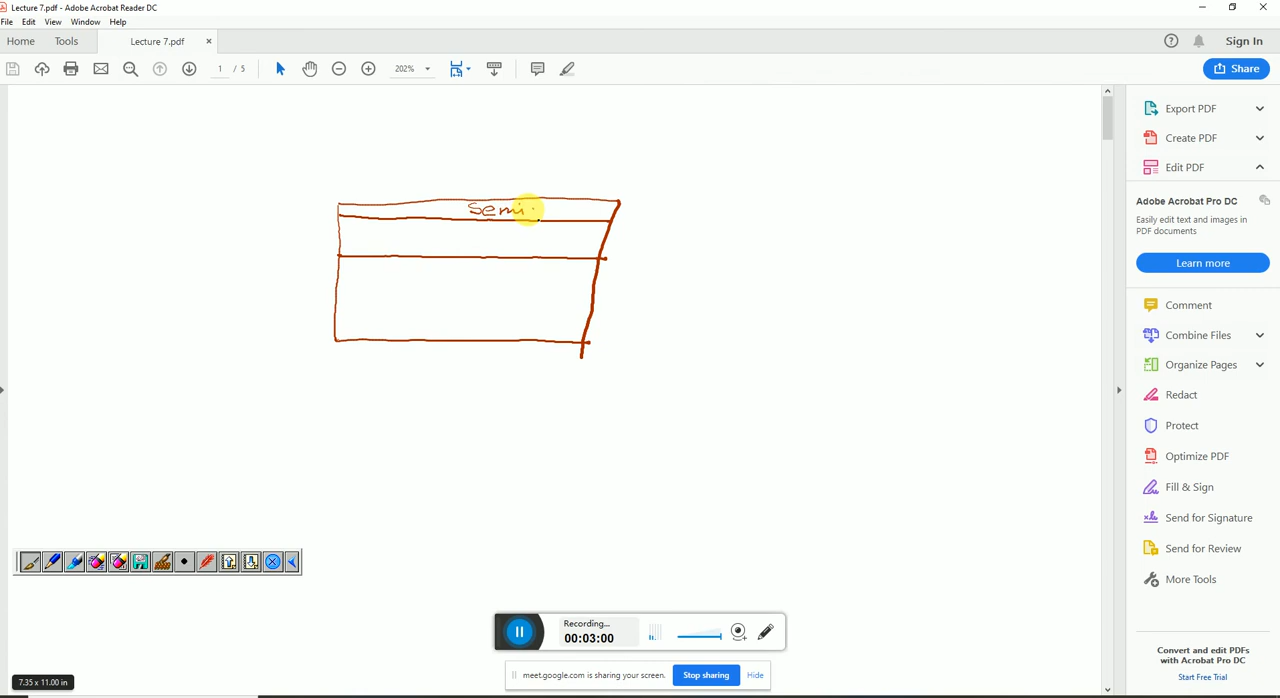 Lecture 7.pdf - Adobe Acrobat Reader DC
File Edit View Window Help
Home Tools Lecture 7.pdf × Sign In
1 / 5 202% Share
Export PDF
Create PDF
Edit PDF
Adobe Acrobat Pro DC
Easily edit text and images in
PDF documents
Learn more
Comment
Combine Files
Organize Pages
Redact
Protect
Optimize PDF
Fill & Sign
Send for Signature
Send for Review
More Tools
Convert and edit PDFs
with Acrobat Pro DC
Start Free Trial
Semi
Recording...
00:03:00
meet.google.com is sharing your screen. Stop sharing Hide
7.35 x 11.00 in